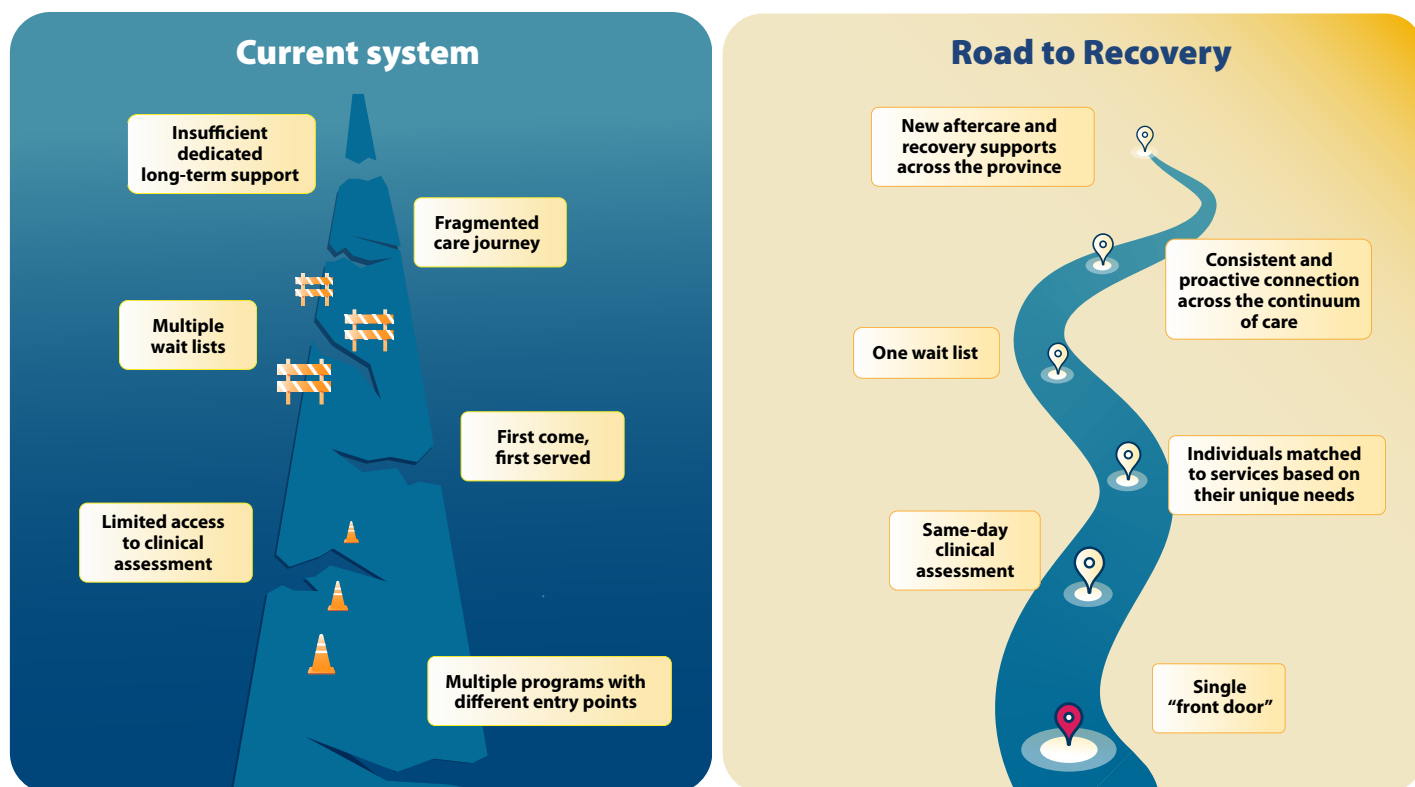 Current system
Insufficient
dedicated
long-term support
Fragmented
care journey
Multiple
wait lists
First come,
first served
Limited access
to clinical
assessment
Multiple programs with
different entry points
Road to Recovery
New aftercare and
recovery supports
across the province
Consistent and
proactive connection
across the continuum
of care
One wait list
Individuals matched
to services based on
their unique needs
Same-day
clinical
assessment
Single
“front door”